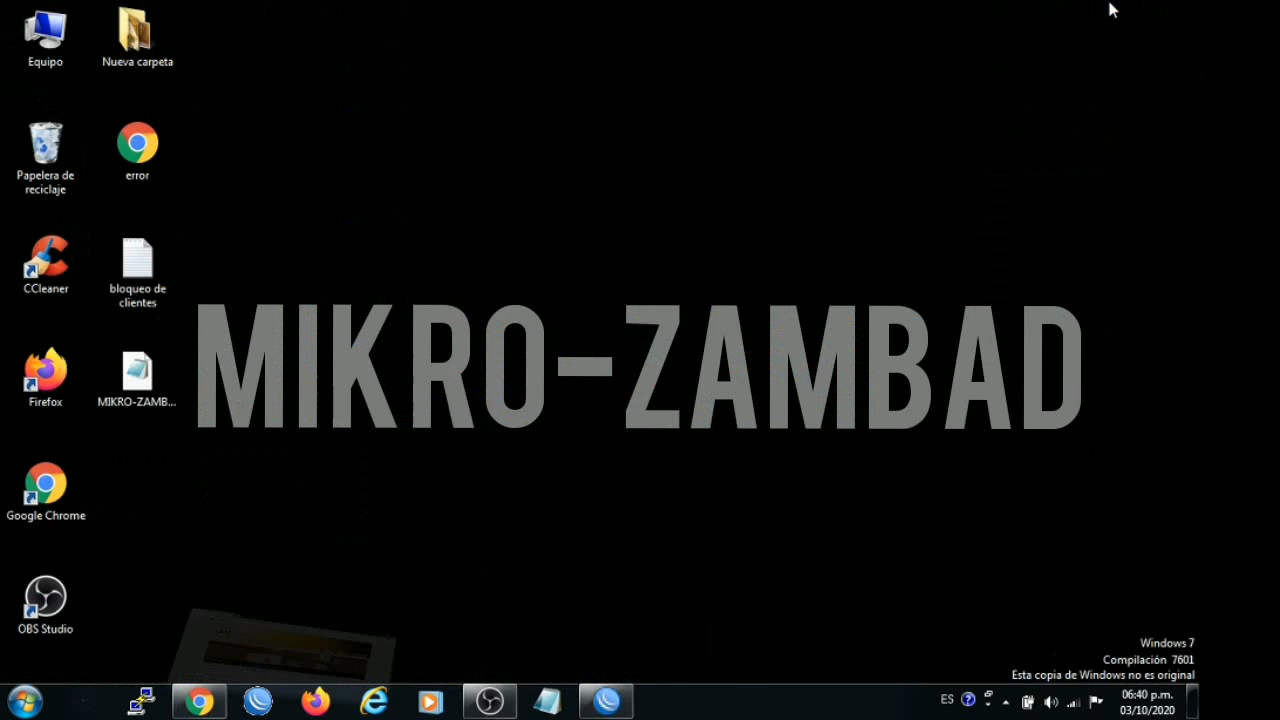 Equipo
Nueva carpeta
Papelera de
reciclaje
error
CCleaner
bloqueo de
clientes
MIKRO-ZAMBAD
Firefox
MIKRO-ZAMB...
Google Chrome
OBS Studio
Windows 7
Compilación 7601
Esta copia de Windows no es original
ES
06:40 p.m.
03/10/2020